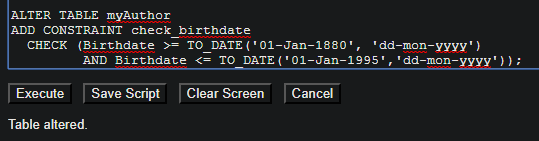 ALTER TABLE myAuthor
ADD CONSTRAINT check_birthdate
CHECK (Birthdate >= TO_DATE('01-Jan-1880', 'dd-mon-yyyy')
AND Birthdate <= TO_DATE('01-Jan-1995','dd-mon-yyyy'));
Execute Save Script Clear Screen Cancel
Table altered.